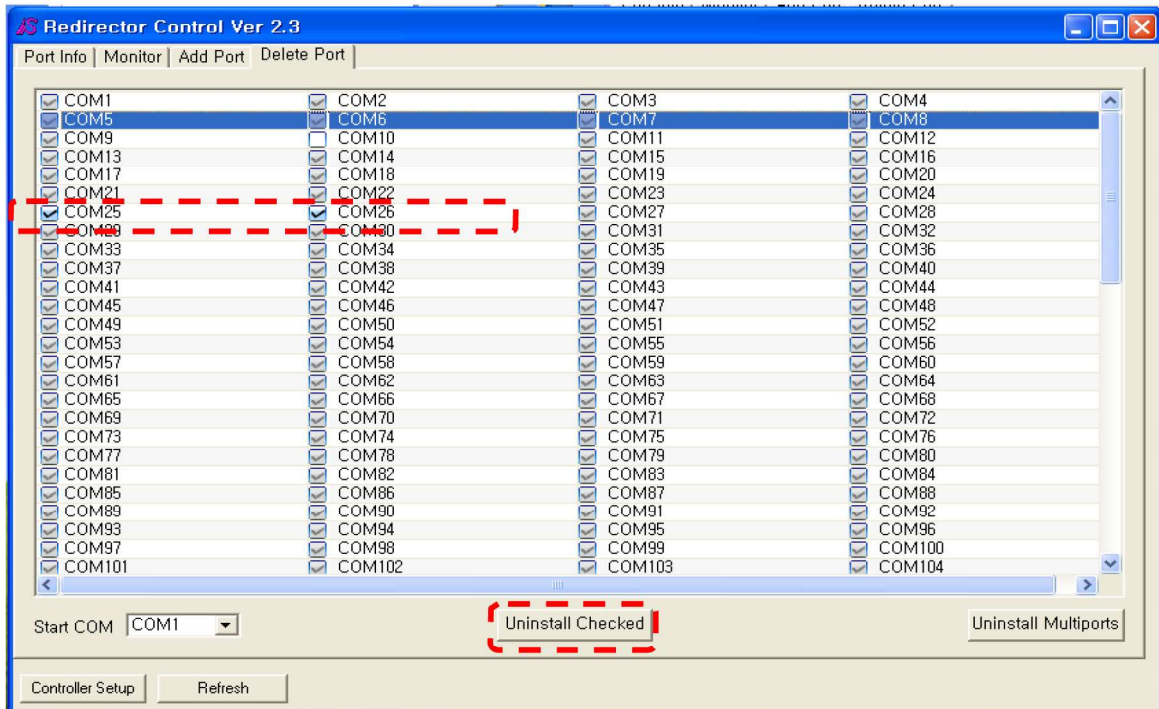 Redirector Control Ver 2.3
Port Info Monitor Add Port Delete Port
COM1 COM2 COM3 COM4
COM5 COM6 COM7 COM8
COM9 COM10 COM11 COM12
COM13 COM14 COM15 COM16
COM17 COM18 COM19 COM20
COM21 COM22 COM23 COM24
COM25 COM26 COM27 COM28
COM29 COM30 COM31 COM32
COM33 COM34 COM35 COM36
COM37 COM38 COM39 COM40
COM41 COM42 COM43 COM44
COM45 COM46 COM47 COM48
COM49 COM50 COM51 COM52
COM53 COM54 COM55 COM56
COM57 COM58 COM59 COM60
COM61 COM62 COM63 COM64
COM65 COM66 COM67 COM68
COM69 COM70 COM71 COM72
COM73 COM74 COM75 COM76
COM77 COM78 COM79 COM80
COM81 COM82 COM83 COM84
COM85 COM86 COM87 COM88
COM89 COM90 COM91 COM92
COM93 COM94 COM95 COM96
COM97 COM98 COM99 COM100
COM101 COM102 COM103 COM104
Start COM COM1 Uninstall Checked Uninstall Multiports
Controller Setup Refresh